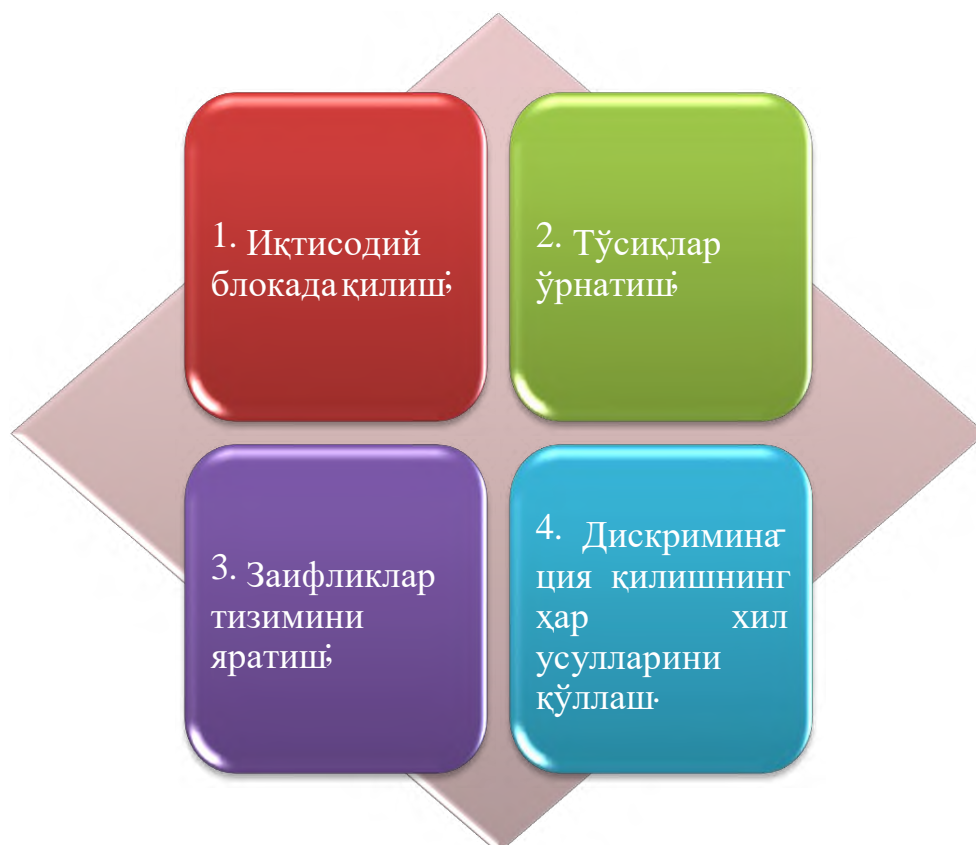 1. Иқтисодий
блокада қилиш;
2. Тўсиқлар
ўрнатиш;
3. Заифликлар
тизимини
яратиш;
4. Дискримина-
ция қилишнинг
ҳар хил
усулларини
қўллаш.